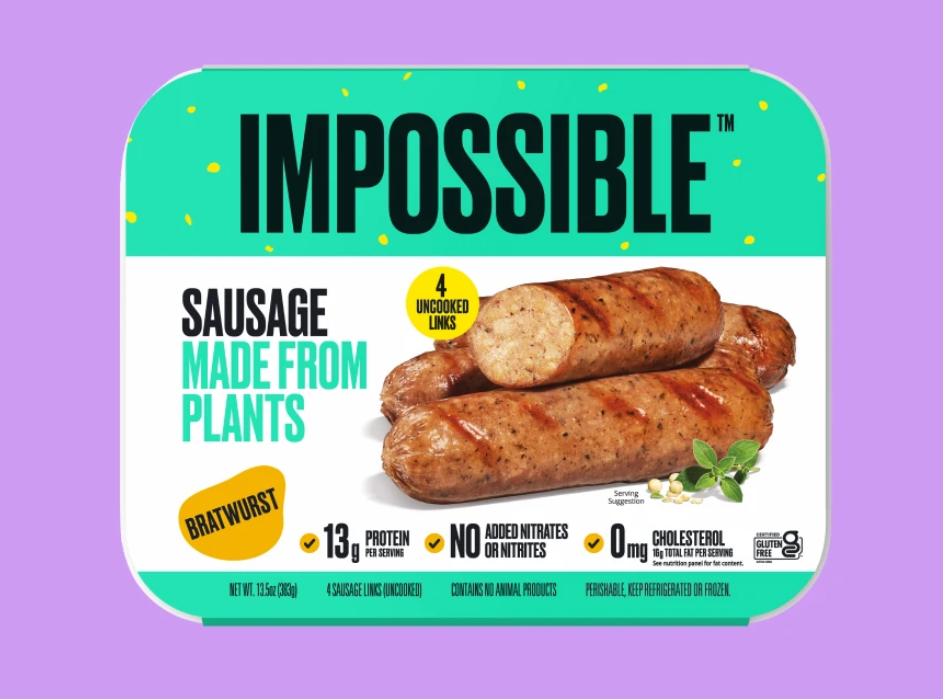 IMPOSSIBLE™
SAUSAGE
MADE FROM
PLANTS
4
UNCOOKED
LINKS
BRATWURST
Serving
Suggestion
13g PROTEIN
PER SERVING
NO ADDED NITRATES
OR NITRITES
0mg CHOLESTEROL
16g TOTAL FAT PER SERVING
See nutrition panel for fat content.
CERTIFIED
GLUTEN
FREE
NET WT. 13.5oz (383g) 4 SAUSAGE LINKS (UNCOOKED) CONTAINS NO ANIMAL PRODUCTS PERISHABLE, KEEP REFRIGERATED OR FROZEN.